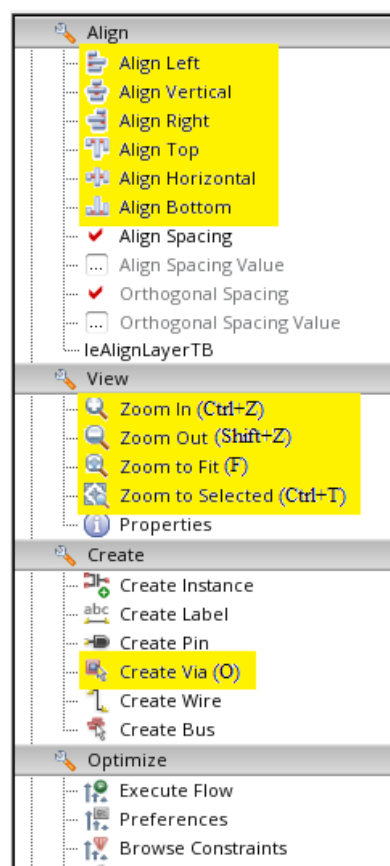 Align
Align Left
Align Vertical
Align Right
Align Top
Align Horizontal
Align Bottom
Align Spacing
... Align Spacing Value
Orthogonal Spacing
... Orthogonal Spacing Value
leAlignLayerTB
View
Zoom In (Ctrl+Z)
Zoom Out (Shift+Z)
Zoom to Fit (F)
Zoom to Selected (Ctrl+T)
Properties
Create
Create Instance
abc Create Label
Create Pin
Create Via (O)
Create Wire
Create Bus
Optimize
Execute Flow
Preferences
Browse Constraints